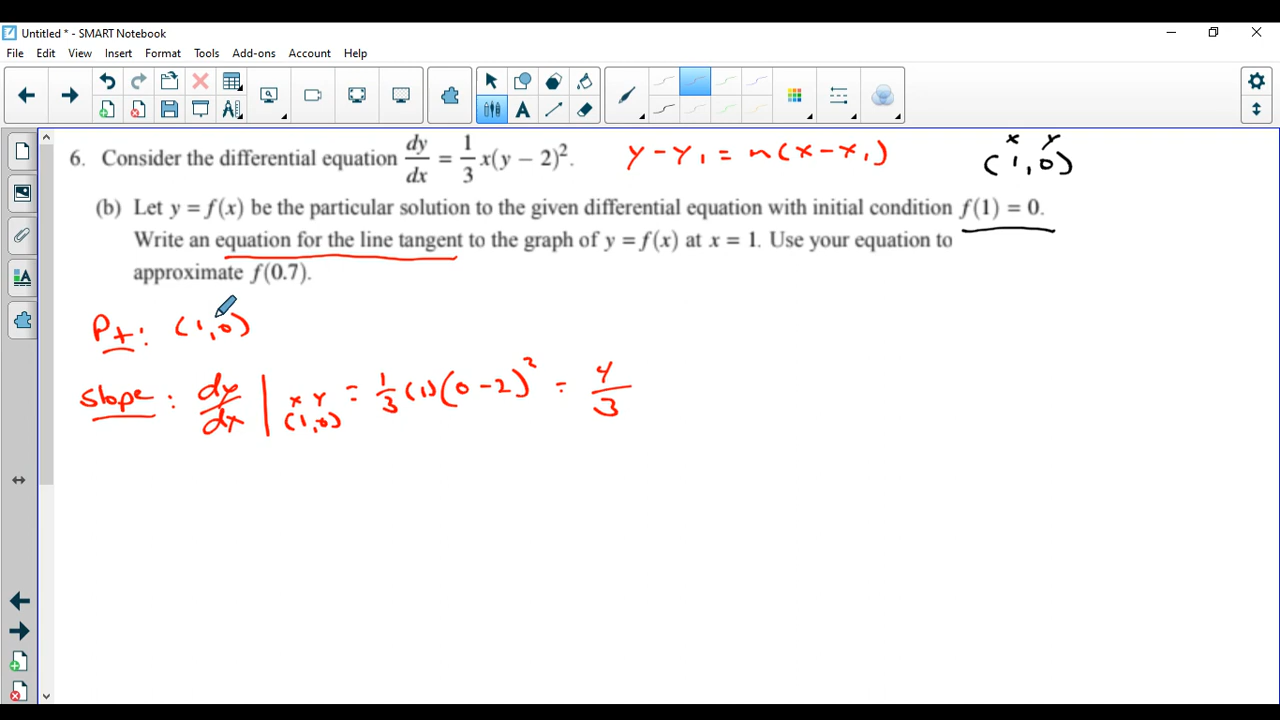 Untitled * - SMART Notebook
File Edit View Insert Format Tools Add-ons Account Help
6. Consider the differential equation dy/dx = 1/3 x(y − 2)².
y - y₁ = m(x - x₁)
x y
(1, 0)
(b) Let y = f(x) be the particular solution to the given differential equation with initial condition f(1) = 0.
Write an equation for the line tangent to the graph of y = f(x) at x = 1. Use your equation to
approximate f(0.7).
Pt: (1, 0)
slope: dy/dx | x y (1,0) = 1/3 (1)(0 - 2)² = 4/3